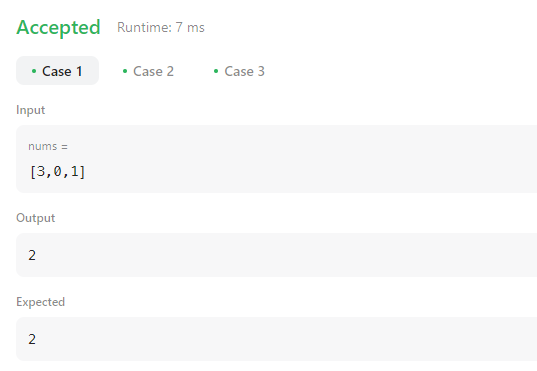 Accepted Runtime: 7 ms
• Case 1 • Case 2 • Case 3
Input
nums =
[3,0,1]
Output
2
Expected
2